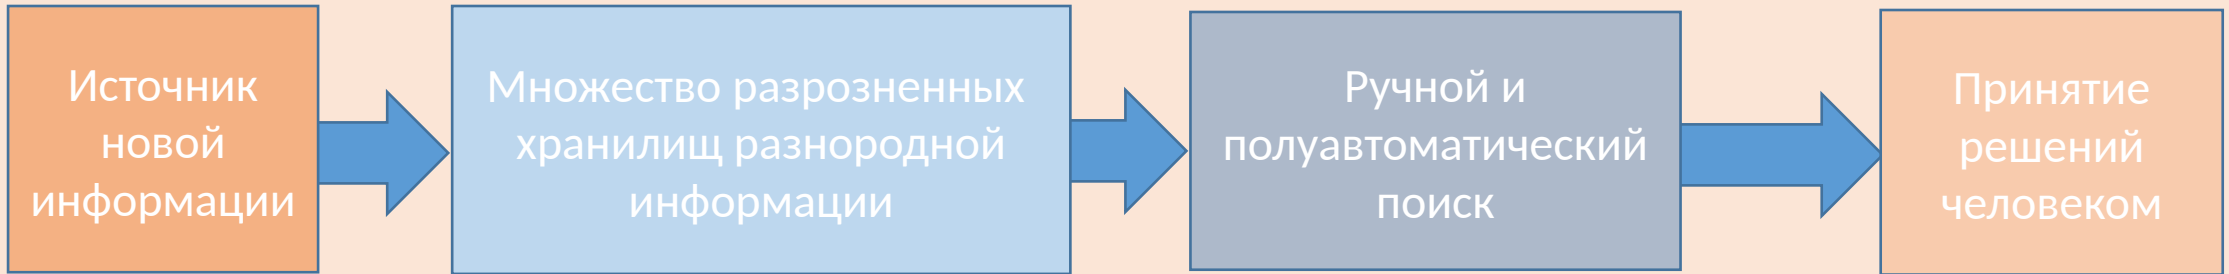 Источник
новой
информации
Множество разрозненных
хранилищ разнородной
информации
Ручной и
полуавтоматический
поиск
Принятие
решений
человеком